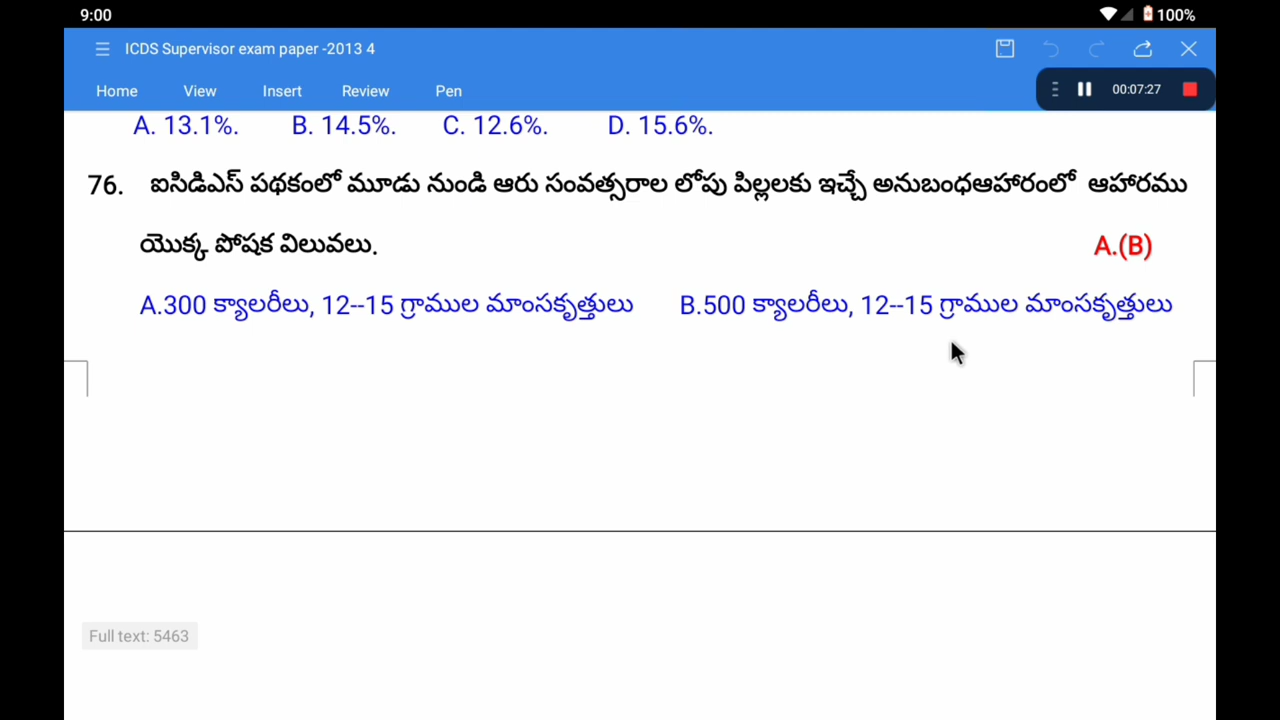 9:00
100%
ICDS Supervisor exam paper -2013 4
Home View Insert Review Pen
00:07:27
A. 13.1%. B. 14.5%. C. 12.6%. D. 15.6%.
76. ఐసిడిఎస్ పథకంలో మూడు నుండి ఆరు సంవత్సరాల లోపు పిల్లలకు ఇచ్చే అనుబంధఆహారంలో ఆహారము
యొక్క పోషక విలువలు. A.(B)
A.300 క్యాలరీలు, 12--15 గ్రాముల మాంసకృత్తులు B.500 క్యాలరీలు, 12--15 గ్రాముల మాంసకృత్తులు
Full text: 5463